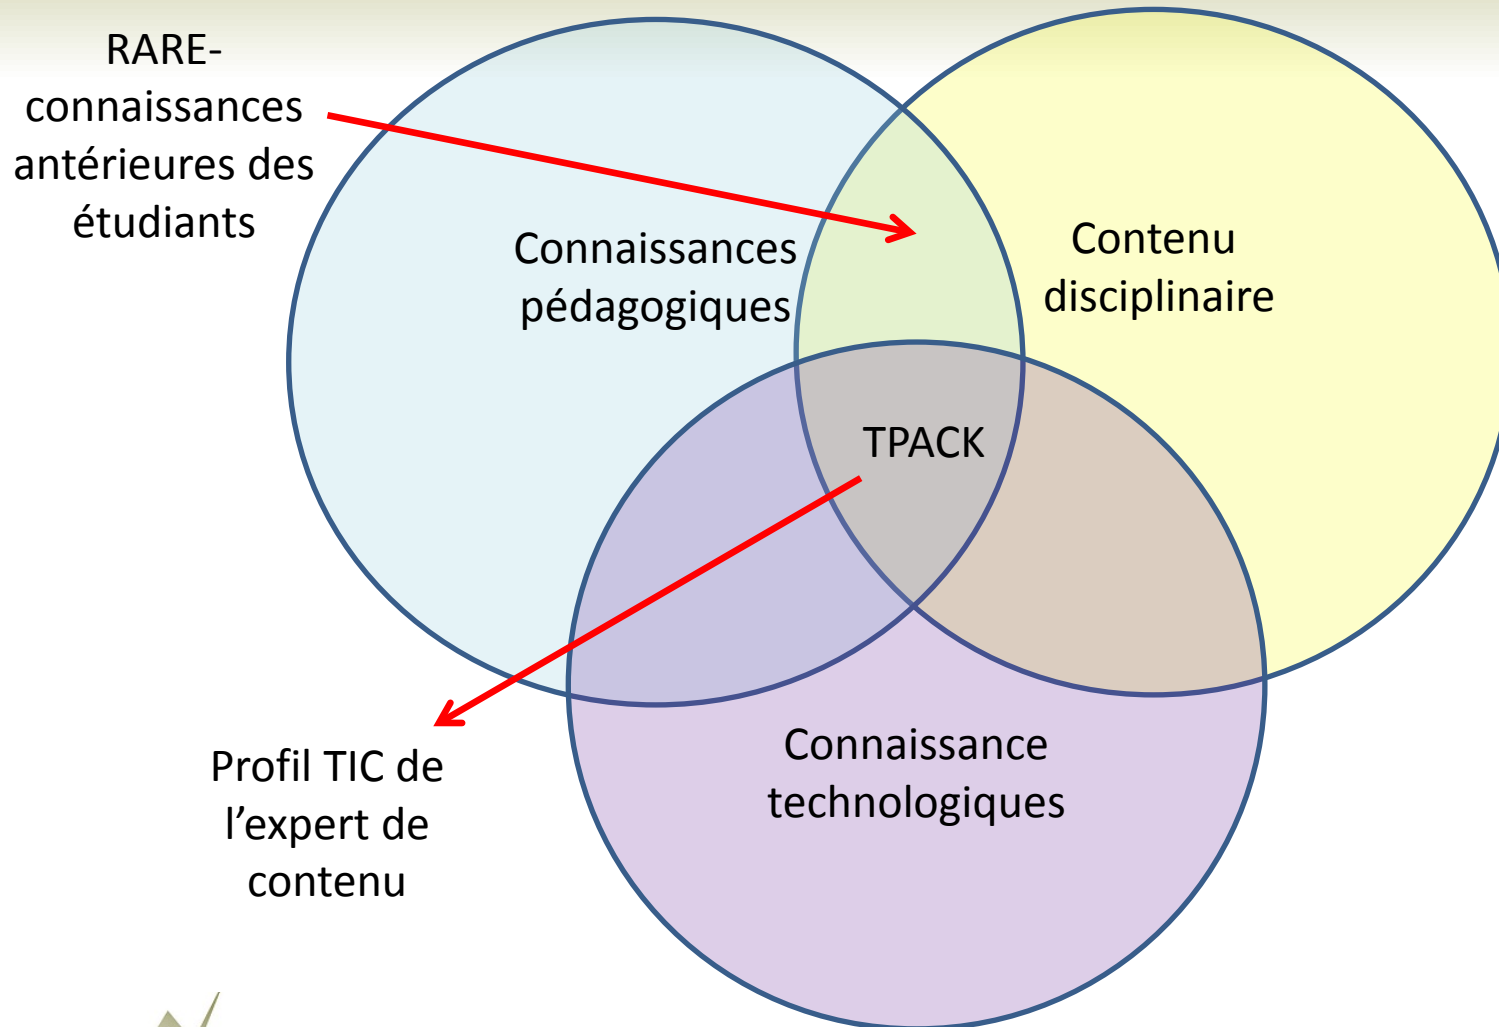 RARE-
connaissances
antérieures des
étudiants
Connaissances
pédagogiques
Contenu
disciplinaire
TPACK
Profil TIC de
l’expert de
contenu
Connaissance
technologiques